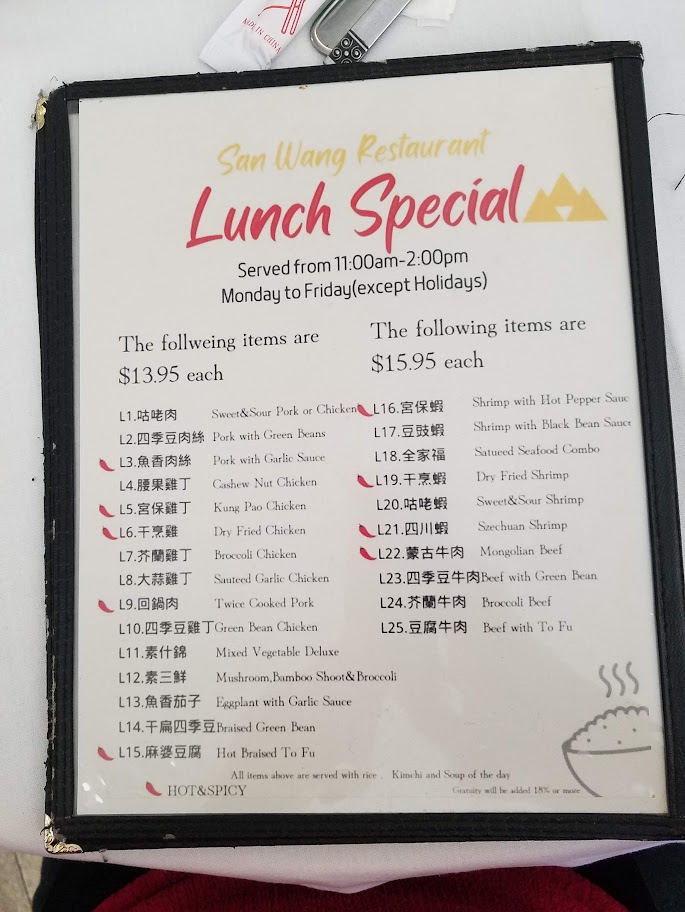 MADE IN CHINA
San Wang Restaurant
Lunch Special
Served from 11:00am-2:00pm
Monday to Friday(except Holidays)
The follweing items are
$13.95 each
L1.咕咾肉 Sweet&Sour Pork or Chicken
L2.四季豆肉絲 Pork with Green Beans
L3.魚香肉絲 Pork with Garlic Sauce
L4.腰果雞丁 Cashew Nut Chicken
L5.宮保雞丁 Kung Pao Chicken
L6.干烹雞 Dry Fried Chicken
L7.芥蘭雞丁 Broccoli Chicken
L8.大蒜雞丁 Sauteed Garlic Chicken
L9.回鍋肉 Twice Cooked Pork
L10.四季豆雞丁 Green Bean Chicken
L11.素什錦 Mixed Vegetable Deluxe
L12.素三鮮 Mushroom,Bamboo Shoot&Broccoli
L13.魚香茄子 Eggplant with Garlic Sauce
L14.干扁四季豆 Braised Green Bean
L15.麻婆豆腐 Hot Braised To Fu
The following items are
$15.95 each
L16.宮保蝦 Shrimp with Hot Pepper Sauc
L17.豆豉蝦 Shrimp with Black Bean Sauce
L18.全家福 Satueed Seafood Combo
L19.干烹蝦 Dry Fried Shrimp
L20.咕咾蝦 Sweet&Sour Shrimp
L21.四川蝦 Szechuan Shrimp
L22.蒙古牛肉 Mongolian Beef
L23.四季豆牛肉 Beef with Green Bean
L24.芥蘭牛肉 Broccoli Beef
L25.豆腐牛肉 Beef with To Fu
All items above are served with rice , Kimchi and Soup of the day
HOT&SPICY
Gratuity will be added 18% or more